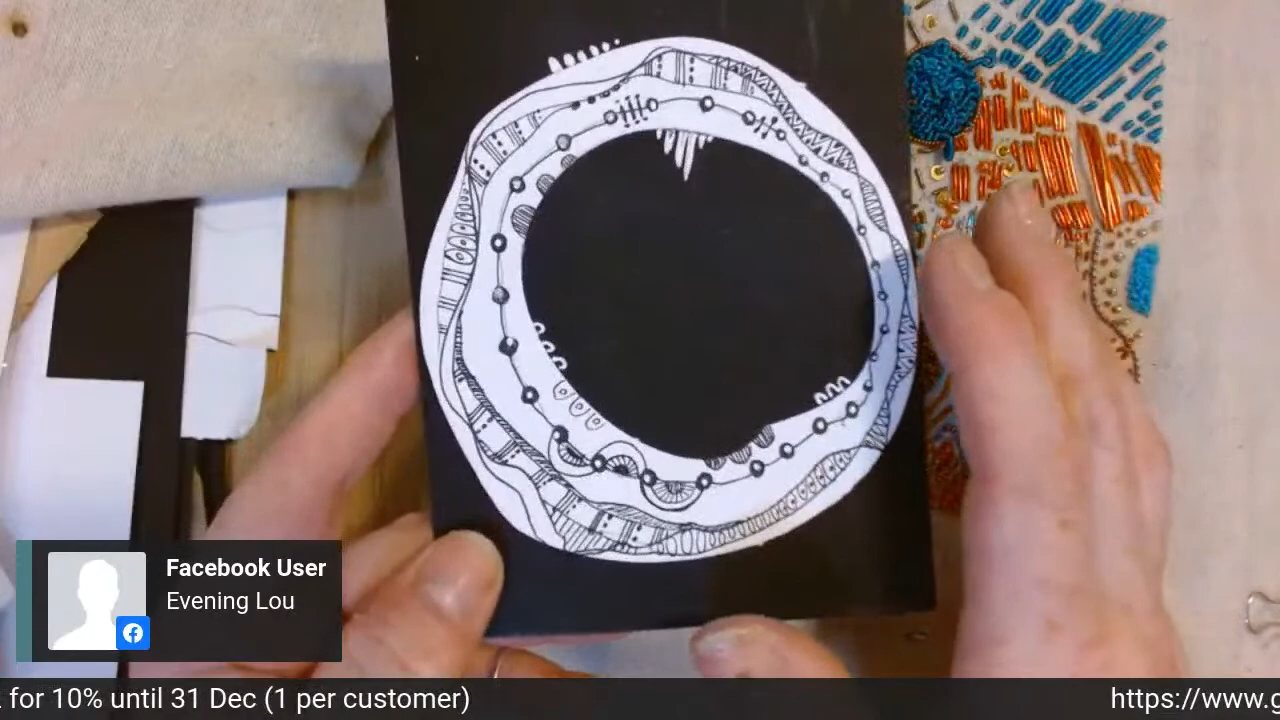 Facebook User
Evening Lou
for 10% until 31 Dec (1 per customer)
https://www.g